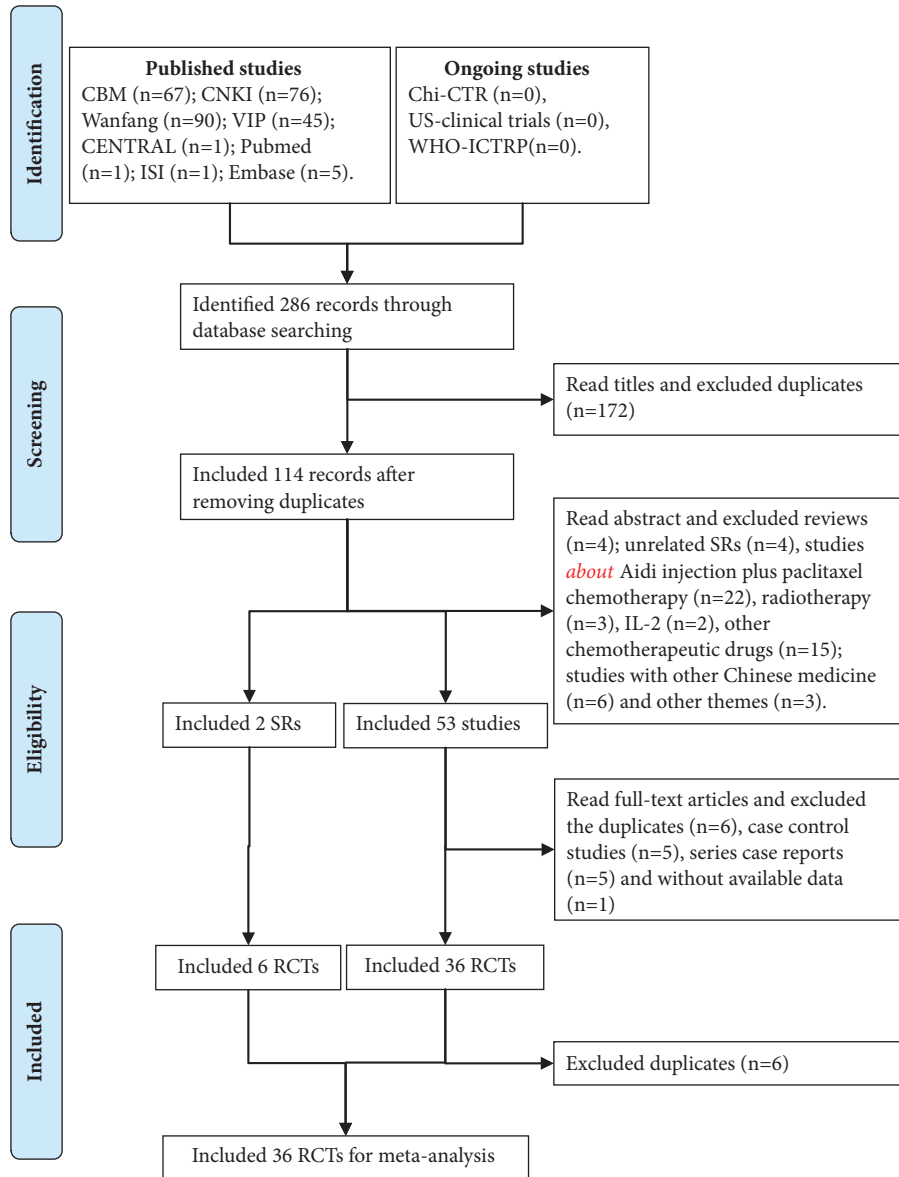 Identification
Published studies
CBM (n=67); CNKI (n=76);
Wanfang (n=90); VIP (n=45);
CENTRAL (n=1); Pubmed
(n=1); ISI (n=1); Embase (n=5).
Ongoing studies
Chi-CTR (n=0),
US-clinical trials (n=0),
WHO-ICTRP(n=0).
Identified 286 records through
database searching
Screening
Read titles and excluded duplicates
(n=172)
Included 114 records after
removing duplicates
Read abstract and excluded reviews
(n=4); unrelated SRs (n=4), studies
about Aidi injection plus paclitaxel
chemotherapy (n=22), radiotherapy
(n=3), IL-2 (n=2), other
chemotherapeutic drugs (n=15);
studies with other Chinese medicine
(n=6) and other themes (n=3).
Eligibility
Included 2 SRs
Included 53 studies
Read full-text articles and excluded
the duplicates (n=6), case control
studies (n=5), series case reports
(n=5) and without available data
(n=1)
Included
Included 6 RCTs
Included 36 RCTs
Excluded duplicates (n=6)
Included 36 RCTs for meta-analysis